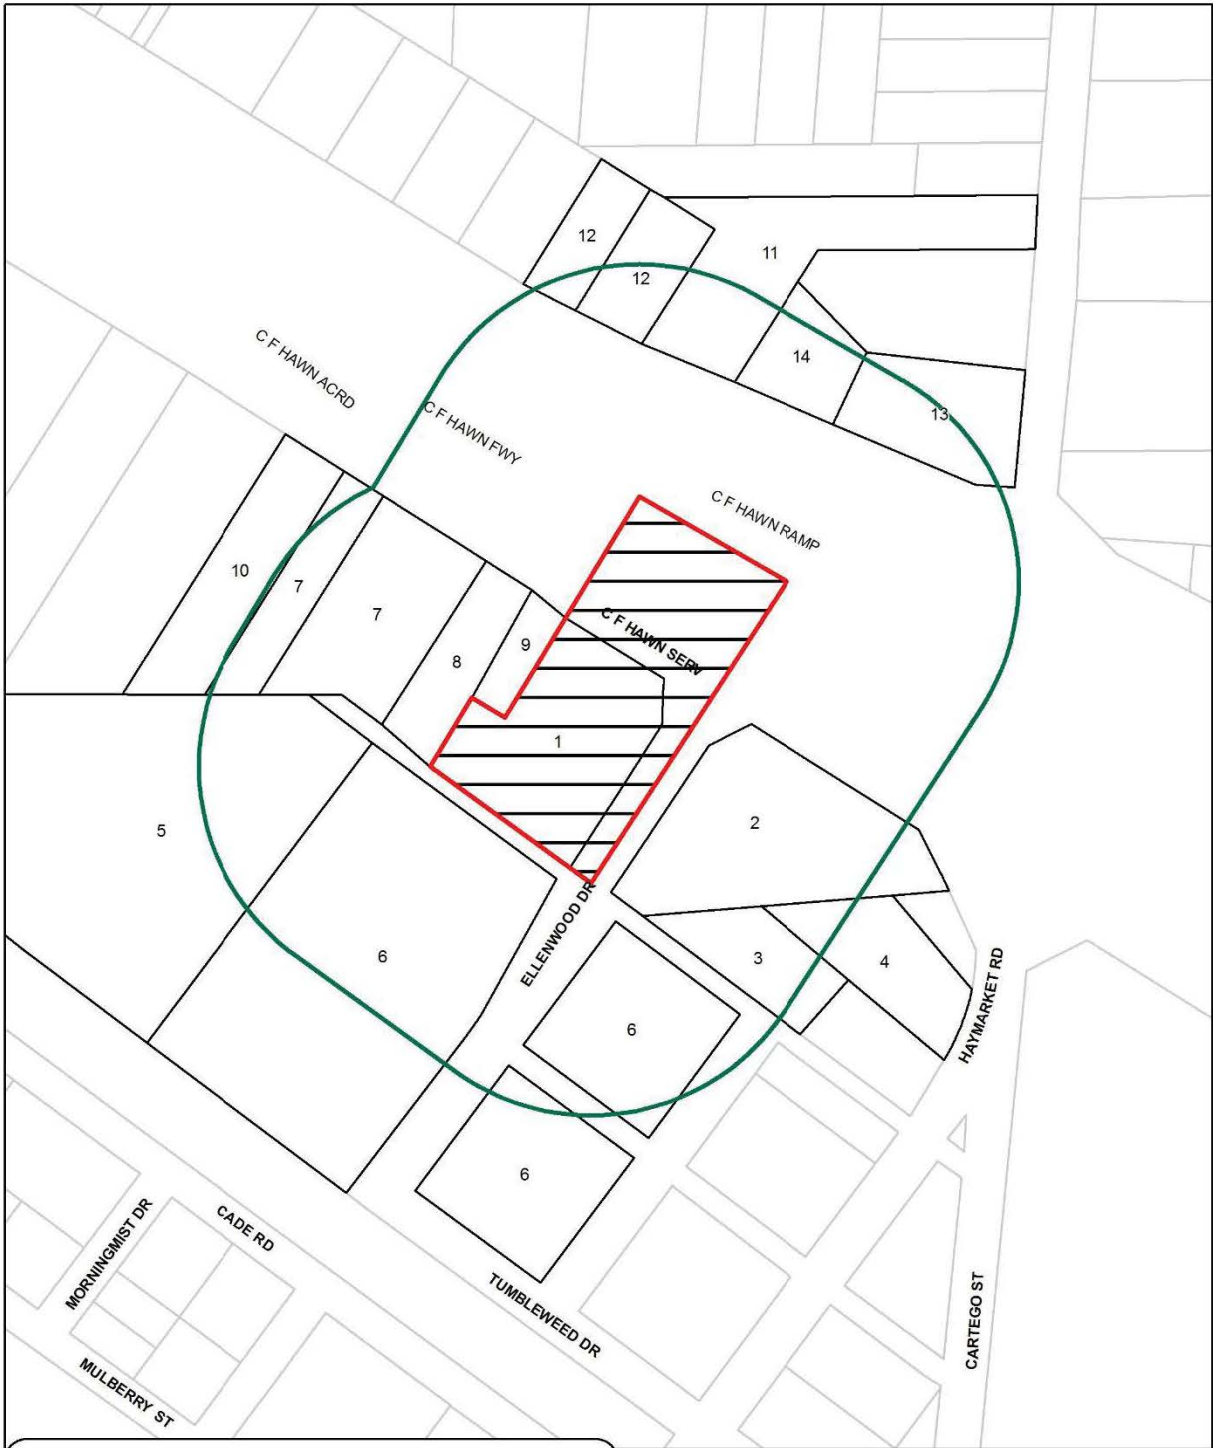 12
11
12
C F HAWN ACRD
14
C F HAWN FWY
13
C F HAWN RAMP
10
7
7
C F HAWN SERV
9
8
1
2
5
6
ELLENWOOD DR
3
4
HAYMARKET RD
6
6
MORNINGMIST DR
CADE RD
TUMBLEWEED DR
CARTEGO ST
MULBERRY ST